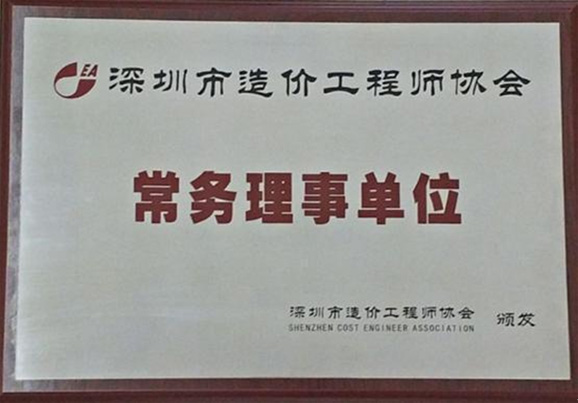 EA 深圳市造价工程师协会
常务理事单位
深圳市造价工程师协会 颁发
SHENZHEN COST ENGINEER ASSOCIATION